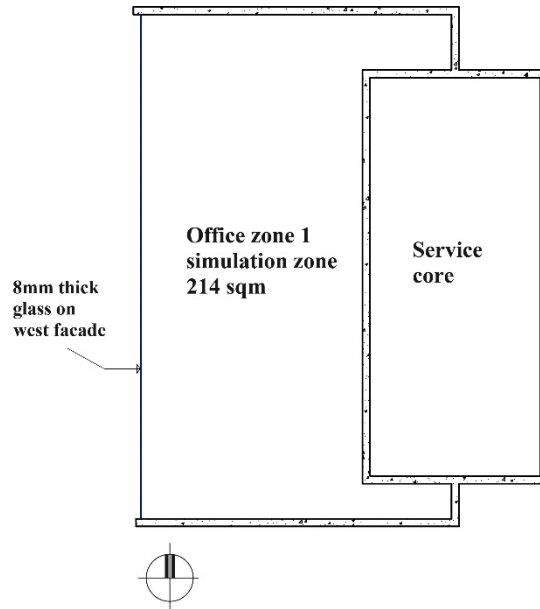 Office zone 1
simulation zone
214 sqm
Service
core
8mm thick
glass on
west facade